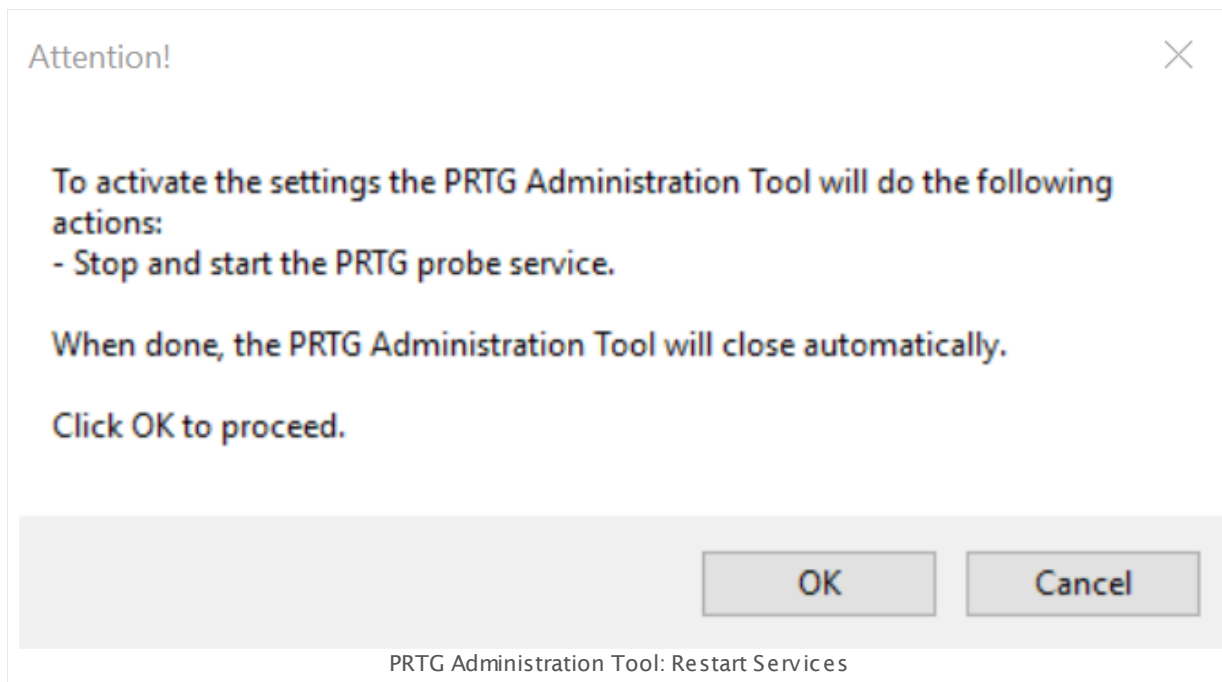 Attention!
To activate the settings the PRTG Administration Tool will do the following
actions:
- Stop and start the PRTG probe service.
When done, the PRTG Administration Tool will close automatically.
Click OK to proceed.
OK Cancel
PRTG Administration Tool: Restart Services